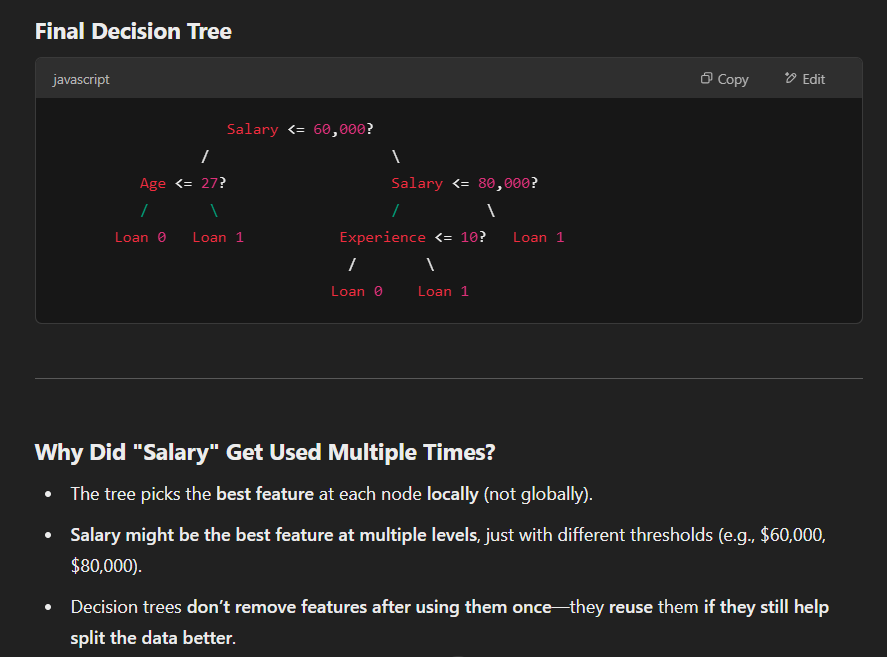 Final Decision Tree
javascript Copy Edit
Salary <= 60,000?
/ \
Age <= 27? Salary <= 80,000?
/ \ / \
Loan 0 Loan 1 Experience <= 10? Loan 1
/ \
Loan 0 Loan 1
Why Did "Salary" Get Used Multiple Times?
• The tree picks the best feature at each node locally (not globally).
• Salary might be the best feature at multiple levels, just with different thresholds (e.g., $60,000,
$80,000).
• Decision trees don’t remove features after using them once—they reuse them if they still help
split the data better.